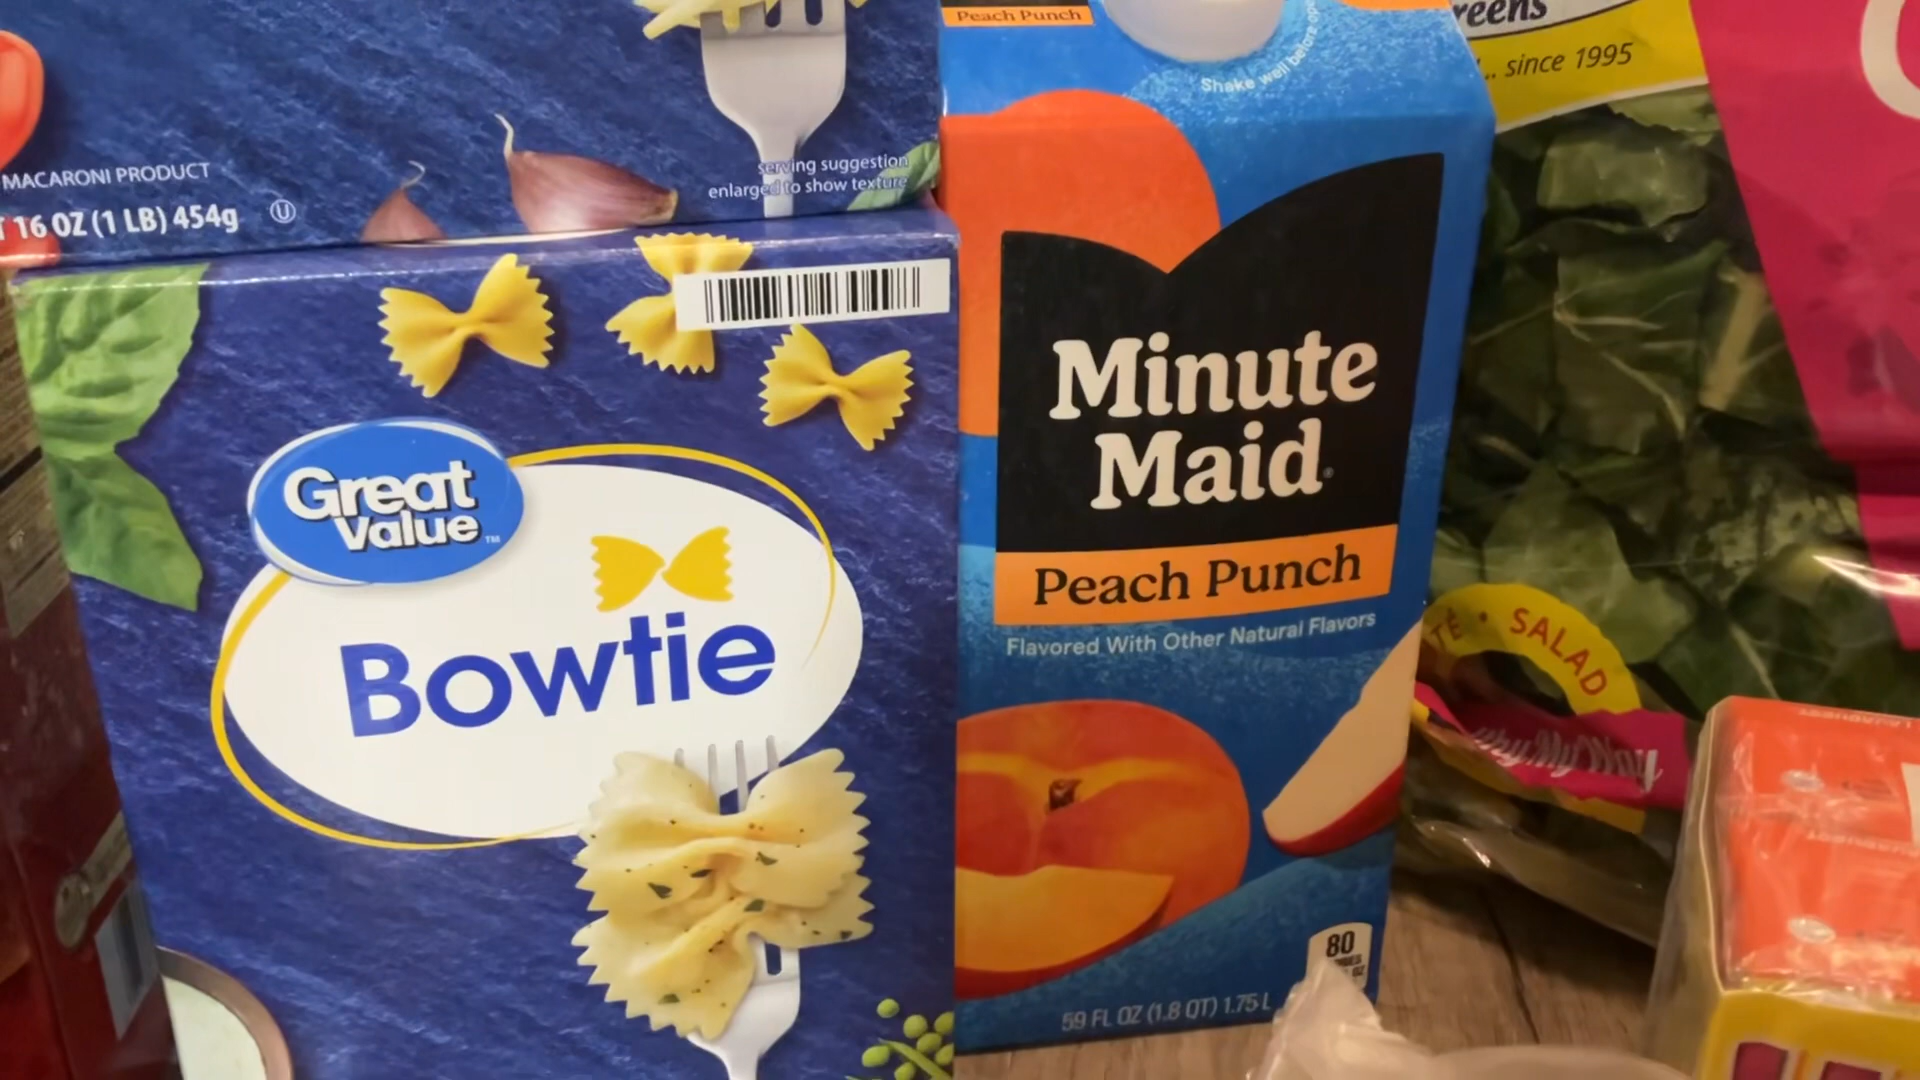 MACARONI PRODUCT
16 OZ (1 LB) 454g
U
serving suggestion
enlarged to show texture
Great
Value™
Bowtie
Peach Punch
Shake well before
Minute
Maid®
Peach Punch
Flavored With Other Natural Flavors
80
59 FL OZ (1.8 QT) 1.75 L
... since 1995
SALAD